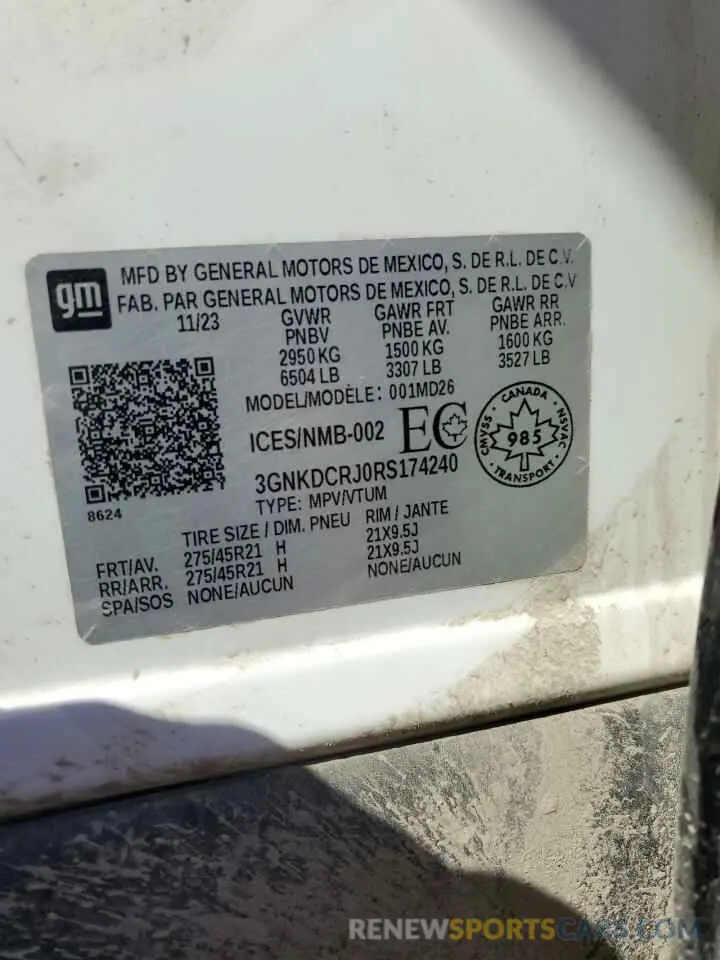 gm
MFD BY GENERAL MOTORS DE MEXICO, S. DE R.L. DE C.V.
FAB. PAR GENERAL MOTORS DE MEXICO, S. DE R.L. DE C.V
11/23 GVWR GAWR FRT GAWR RR
PNBV PNBE AV. PNBE ARR.
2950 KG 1500 KG 1600 KG
6504 LB 3307 LB 3527 LB
MODEL/MODÈLE: 001MD26
ICES/NMB-002 EC
CANADA
CMVSS · NSVAC
985
TRANSPORT
3GNKDCRJ0RS174240
TYPE: MPV/VTUM
8624
TIRE SIZE / DIM. PNEU RIM / JANTE
FRT/AV. 275/45R21 H 21X9.5J
RR/ARR. 275/45R21 H 21X9.5J
SPA/SOS NONE/AUCUN NONE/AUCUN
RENEWSPORTSCARS.COM